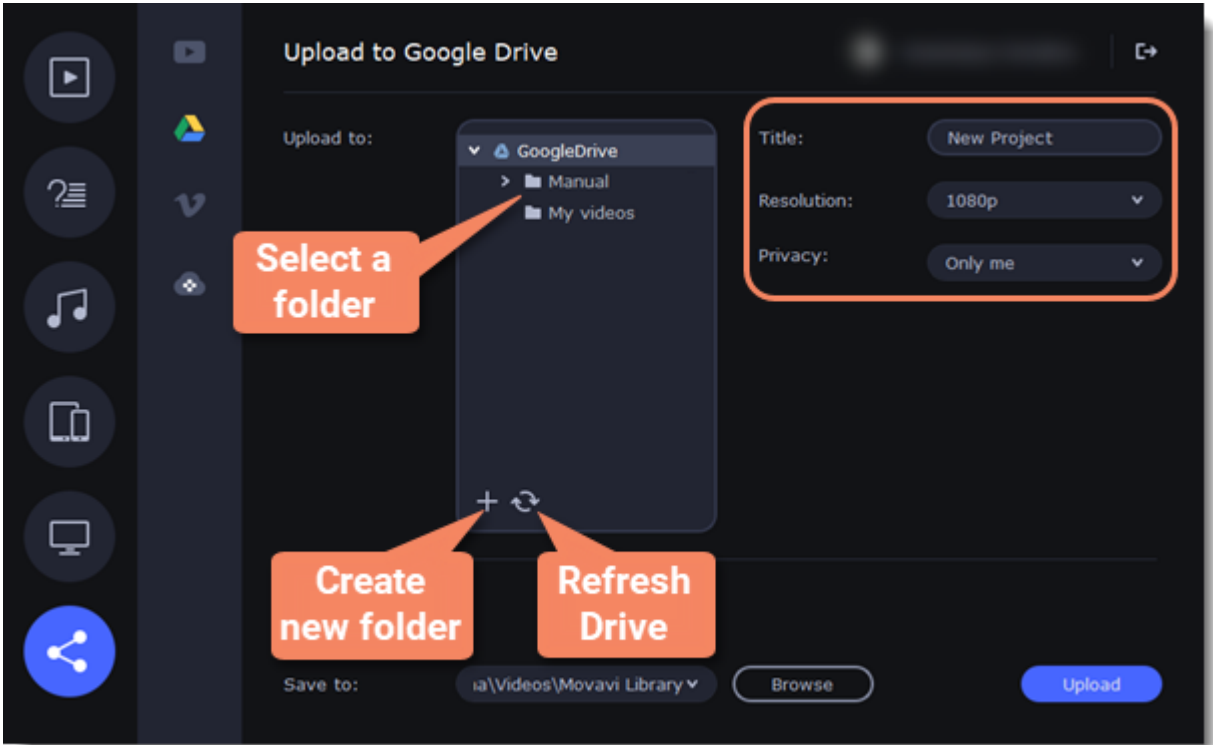 Upload to Google Drive
Upload to:
GoogleDrive
Manual
My videos
Select a
folder
Title:
New Project
Resolution:
1080p
Privacy:
Only me
Create
new folder
Refresh
Drive
Save to:
a\Videos\Movavi Library
Browse
Upload